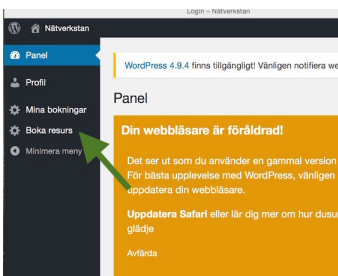 Login – Nätverkstan
Nätverkstan
Panel
Profil
Mina bokningar
Boka resurs
Minimera meny
WordPress 4.9.4 finns tillgängligt! Vänligen notifiera we
Panel
Din webbläsare är föråldrad!
Det ser ut som du använder en gammal version
För bästa upplevelse med WordPress, vänligen
uppdatera din webbläsare.
Uppdatera Safari eller lär dig mer om hur dusu
glädje
Avfärda